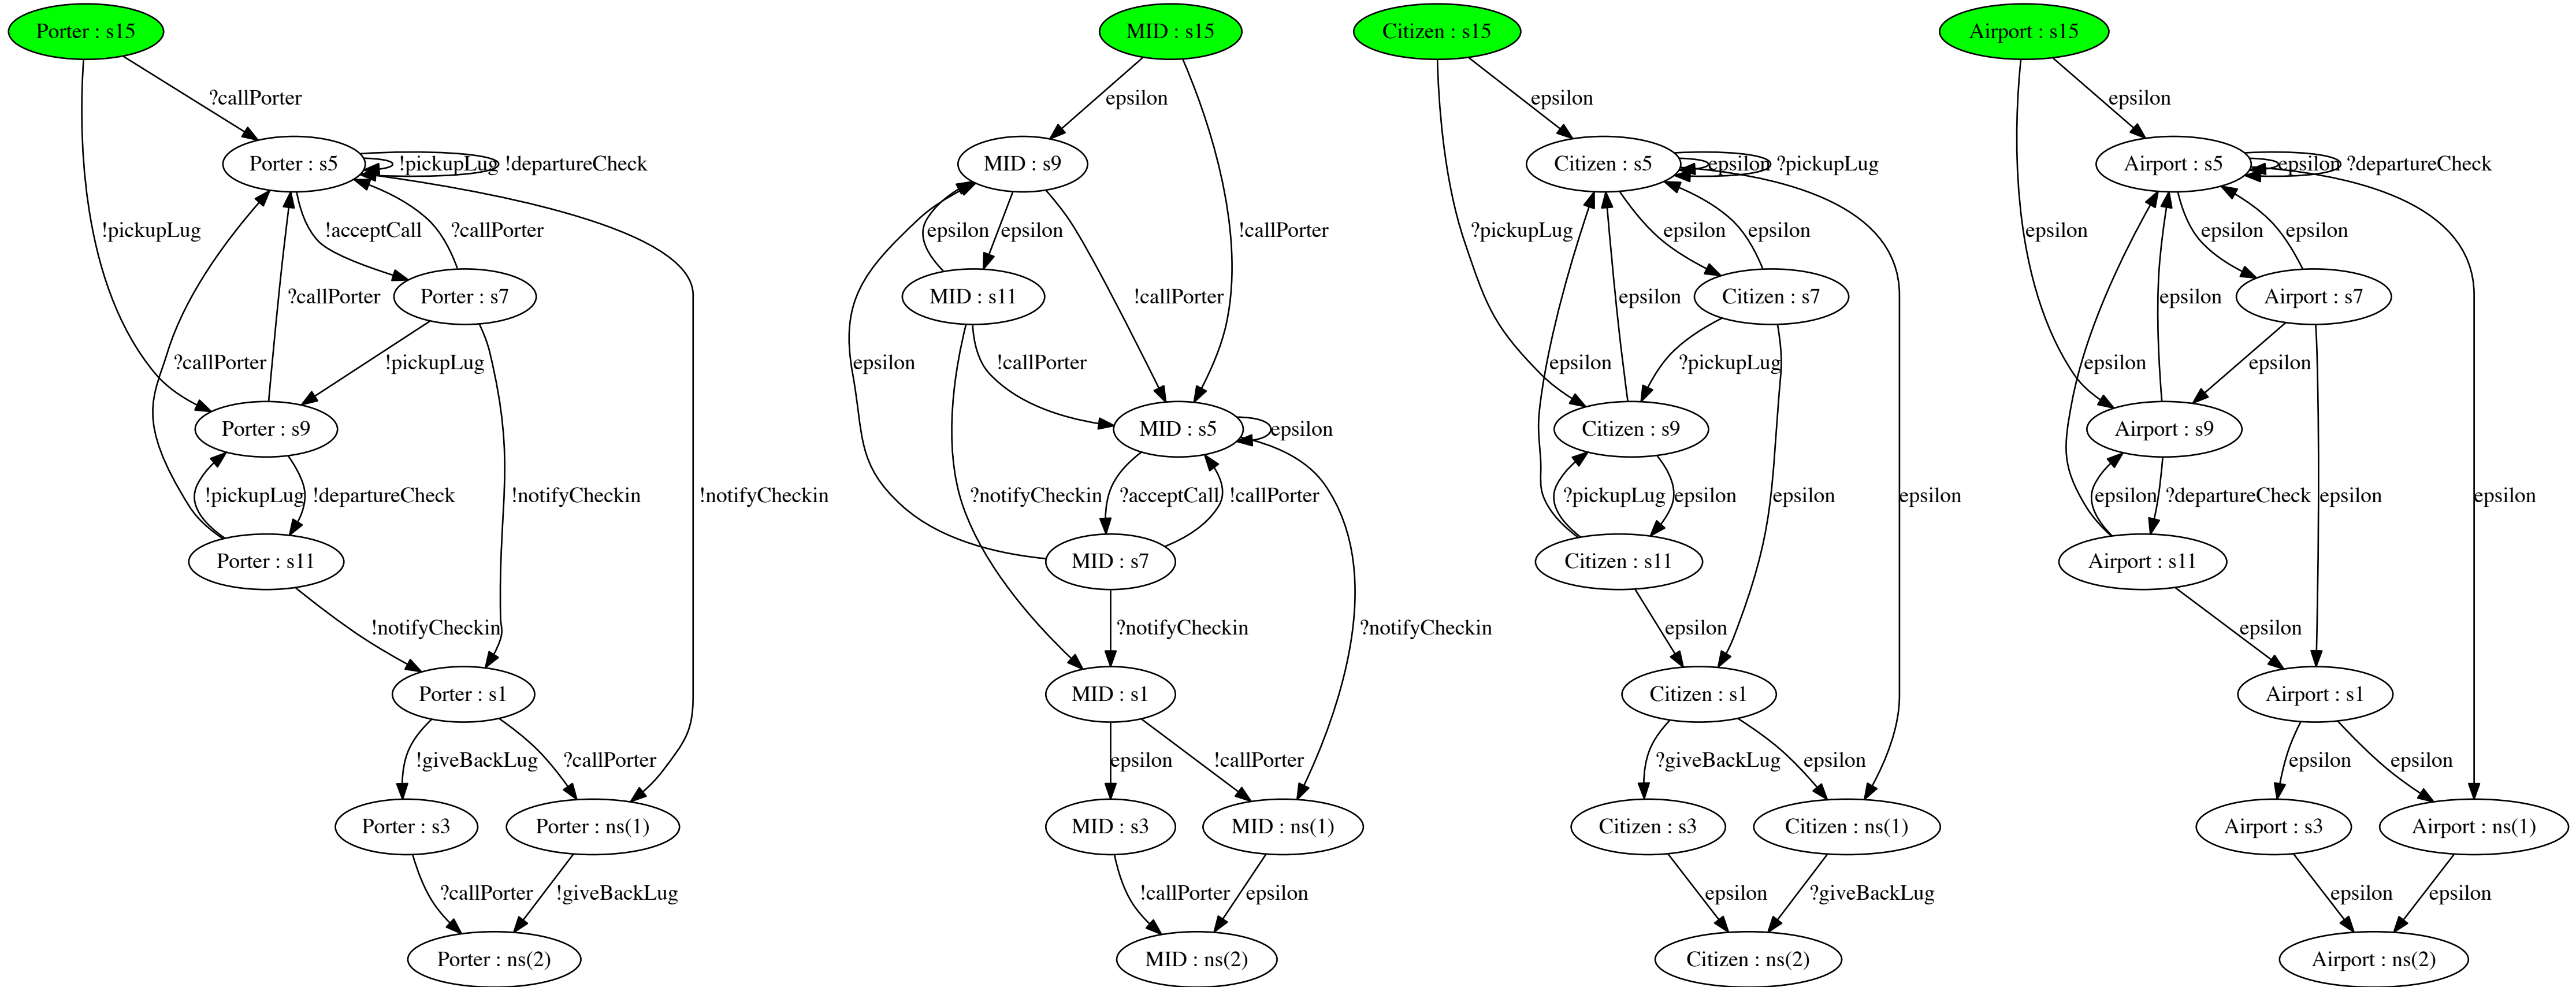 Porter : s15 MID : s15 Citizen : s15 Airport : s15
?callPorter epsilon epsilon epsilon
Porter : s5 !pickupLug !departureCheck MID : s9 Citizen : s5 epsilon ?pickupLug Airport : s5 epsilon ?departureCheck
!pickupLug !acceptCall ?callPorter epsilon epsilon !callPorter ?pickupLug epsilon epsilon epsilon epsilon epsilon
?callPorter Porter : s7 MID : s11 !callPorter epsilon Citizen : s7 epsilon Airport : s7
?callPorter !pickupLug epsilon !callPorter epsilon ?pickupLug epsilon epsilon
Porter : s9 MID : s5 epsilon Citizen : s9 Airport : s9
!pickupLug !departureCheck !notifyCheckin !notifyCheckin ?notifyCheckin ?acceptCall !callPorter ?pickupLug epsilon epsilon epsilon epsilon ?departureCheck epsilon epsilon
Porter : s11 MID : s7 Citizen : s11 Airport : s11
!notifyCheckin ?notifyCheckin ?notifyCheckin epsilon epsilon
Porter : s1 MID : s1 Citizen : s1 Airport : s1
!giveBackLug ?callPorter epsilon !callPorter ?giveBackLug epsilon epsilon epsilon
Porter : s3 Porter : ns(1) MID : s3 MID : ns(1) Citizen : s3 Citizen : ns(1) Airport : s3 Airport : ns(1)
?callPorter !giveBackLug !callPorter epsilon epsilon ?giveBackLug epsilon epsilon
Porter : ns(2) MID : ns(2) Citizen : ns(2) Airport : ns(2)